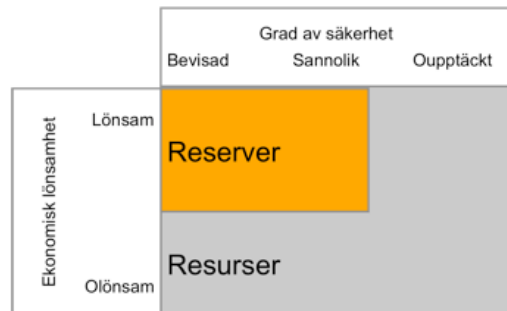 Grad av säkerhet
Bevisad Sannolik Oupptäckt
Ekonomisk lönsamhet
Lönsam
Reserver
Resurser
Olönsam